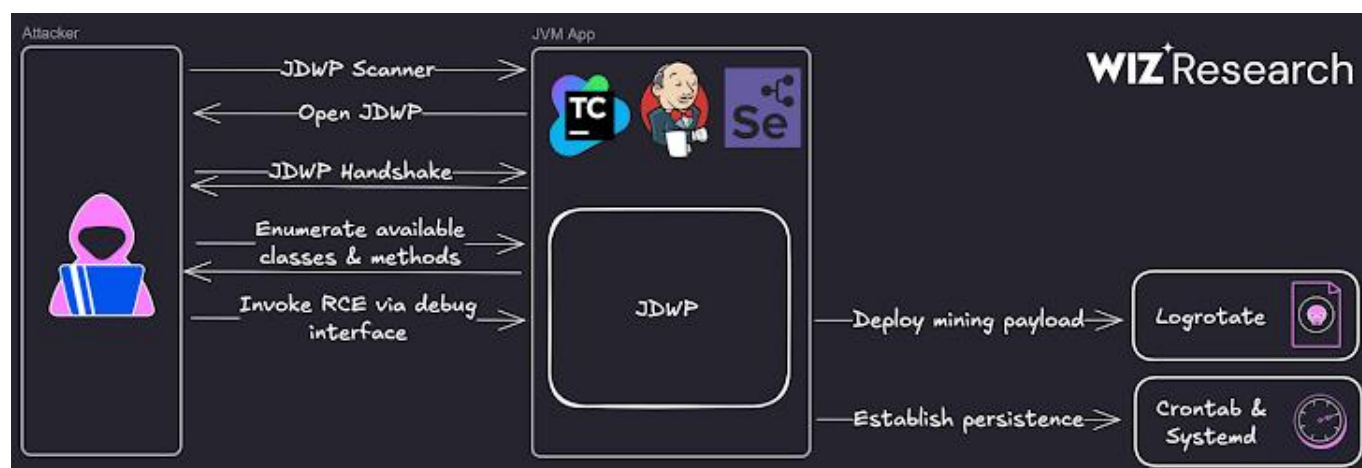 Attacker
JVM App
WIZ Research
JDWP Scanner
Open JDWP
JDWP Handshake
Enumerate available
classes & methods
Invoke RCE via debug
interface
TC
Se
JDWP
Deploy mining payload
Logrotate
Establish persistence
Crontab &
Systemd